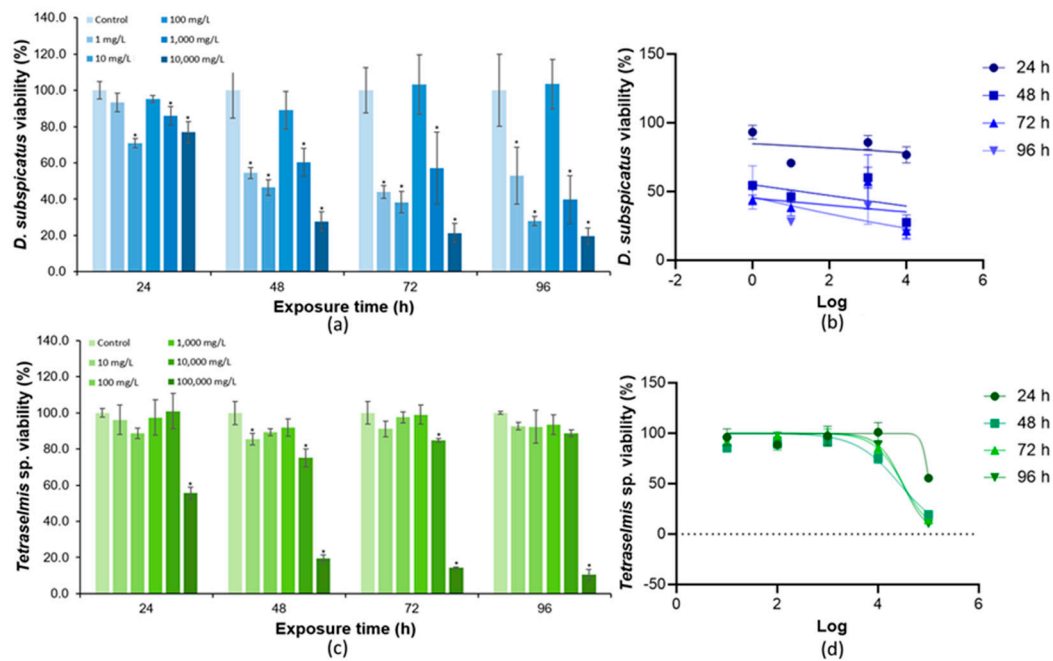 140.0
120.0
100.0
80.0
60.0
40.0
20.0
0.0
D. subspicatus viability (%)
Control
1 mg/L
10 mg/L
100 mg/L
1,000 mg/L
10,000 mg/L
24 48 72 96
Exposure time (h)
(a)
150
100
50
0
D. subspicatus viability (%)
-2 0 2 4 6
Log
(b)
24 h
48 h
72 h
96 h
140.0
120.0
100.0
80.0
60.0
40.0
20.0
0.0
Tetraselmis sp. viability (%)
Control
10 mg/L
100 mg/L
1,000 mg/L
10,000 mg/L
100,000 mg/L
24 48 72 96
Exposure time (h)
(c)
150
100
50
0
-50
Tetraselmis sp. viability (%)
0 2 4 6
Log
(d)
24 h
48 h
72 h
96 h